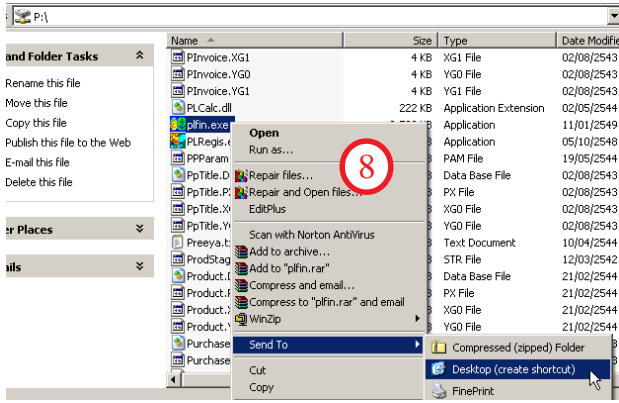 P:\
Name Size Type Date Modifie
and Folder Tasks
Rename this file
Move this file
Copy this file
Publish this file to the Web
E-mail this file
Delete this file
er Places
ails
PInvoice.XG1 4 KB XG1 File 02/08/2543
PInvoice.YG0 4 KB YG0 File 02/08/2543
PInvoice.YG1 4 KB YG1 File 02/08/2543
PLCalc.dll 222 KB Application Extension 02/05/2544
plfin.exe Application 11/01/2549
PLRegis.e Application 05/10/2548
PPParam PAM File 19/05/2544
PpTitle.D Data Base File 02/08/2543
PpTitle.P PX File 02/08/2543
PpTitle.X XG0 File 02/08/2543
PpTitle.Y YG0 File 02/08/2543
Preeya.t Text Document 10/04/2544
ProdStag STR File 12/03/2542
Product.D Data Base File 21/02/2544
Product.P PX File 21/02/2544
Product.X XG0 File 21/02/2544
Product.Y YG0 File 21/02/2544
Purchase
Purchase
Open
Run as...
8
Repair files...
Repair and Open files...
EditPlus
Scan with Norton AntiVirus
Add to archive...
Add to "plfin.rar"
Compress and email...
Compress to "plfin.rar" and email
WinZip
Send To
Cut
Copy
Compressed (zipped) Folder
Desktop (create shortcut)
FinePrint